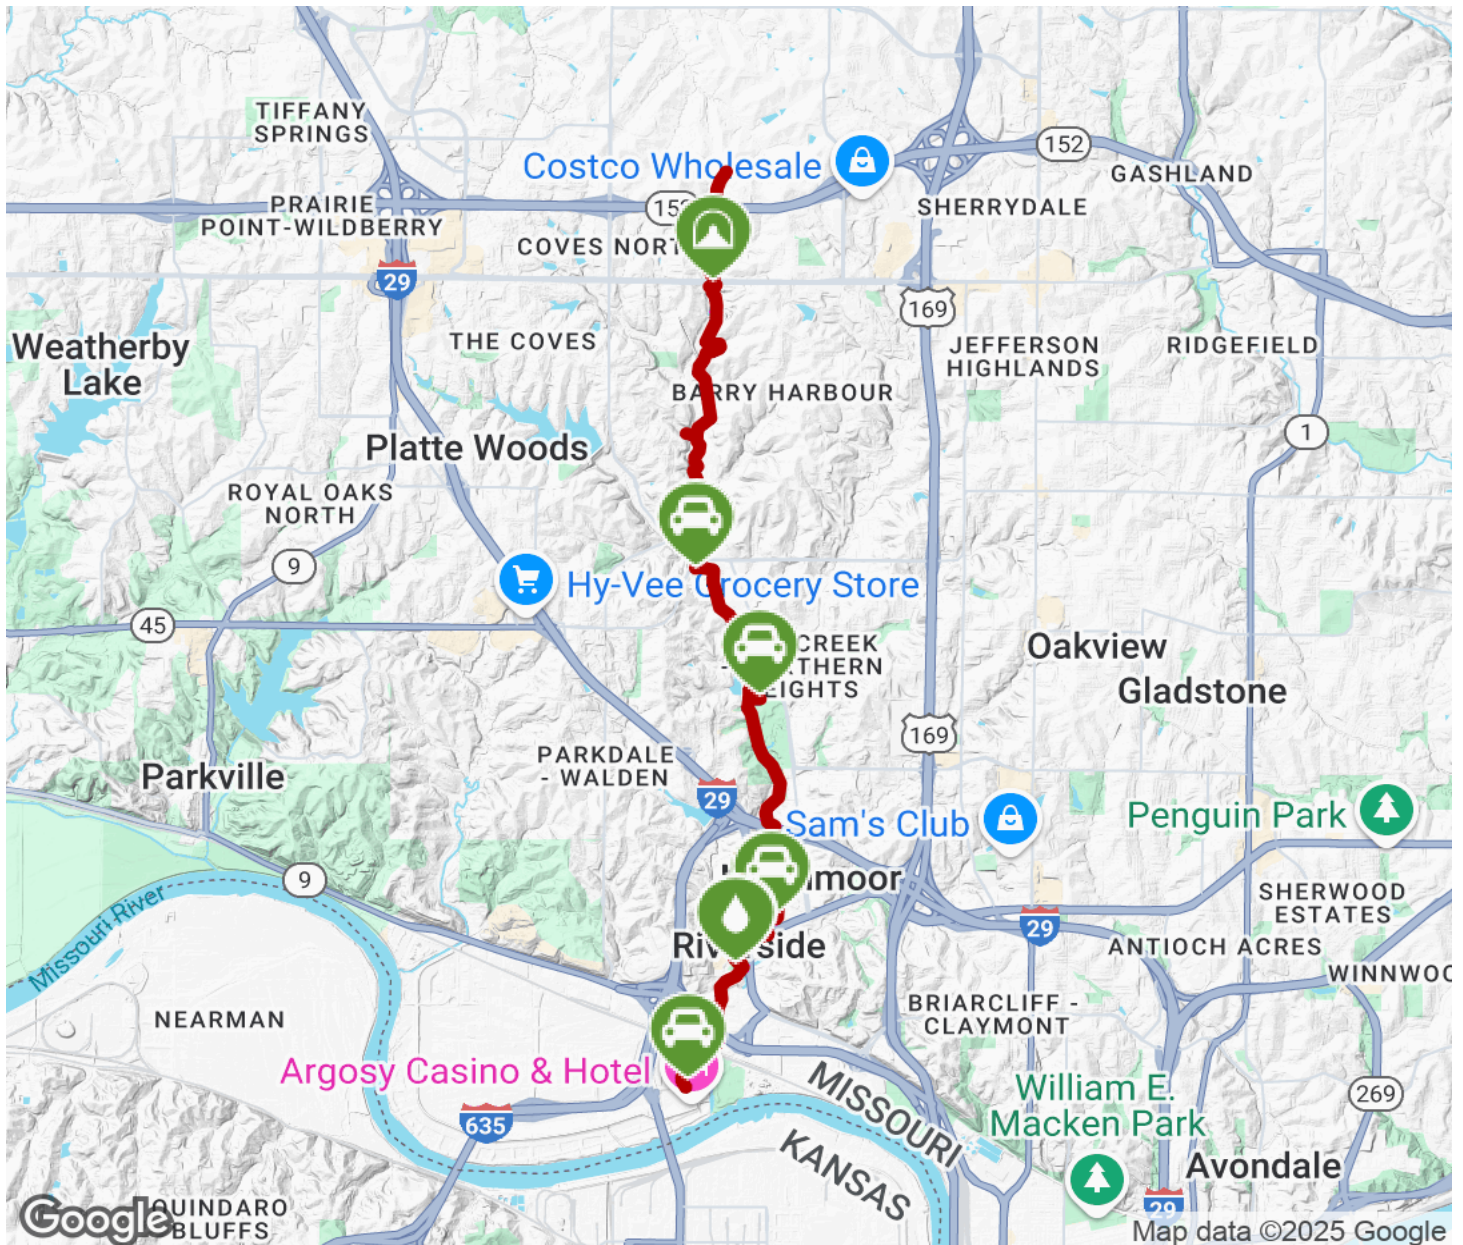 TIFFANY
SPRINGS
152
Costco Wholesale
GASHLAND
PRAIRIE
POINT-WILDBERRY
SHERRYDALE
COVES
29
169
THE COVES
Weatherby
Lake
JEFFERSON
HIGHLANDS
RIDGEFIELD
BARRY HARBOUR
1
Platte Woods
ROYAL OAKS
NORTH
9
Hy-Vee Grocery Store
45
CREEK
Oakview
Gladstone
169
PARKDALE
- WALDEN
Parkville
29
Sam's Club
Penguin Park
9
SHERWOOD
ESTATES
Missouri River
29
Riverside
ANTIOCH ACRES
BRIARCLIFF -
CLAYMONT
NEARMAN
Argosy Casino & Hotel
MISSOURI
KANSAS
William E.
Macken Park
269
635
Avondale
29
QUINDARO
BLUFFS
Google
Map data ©2025 Google